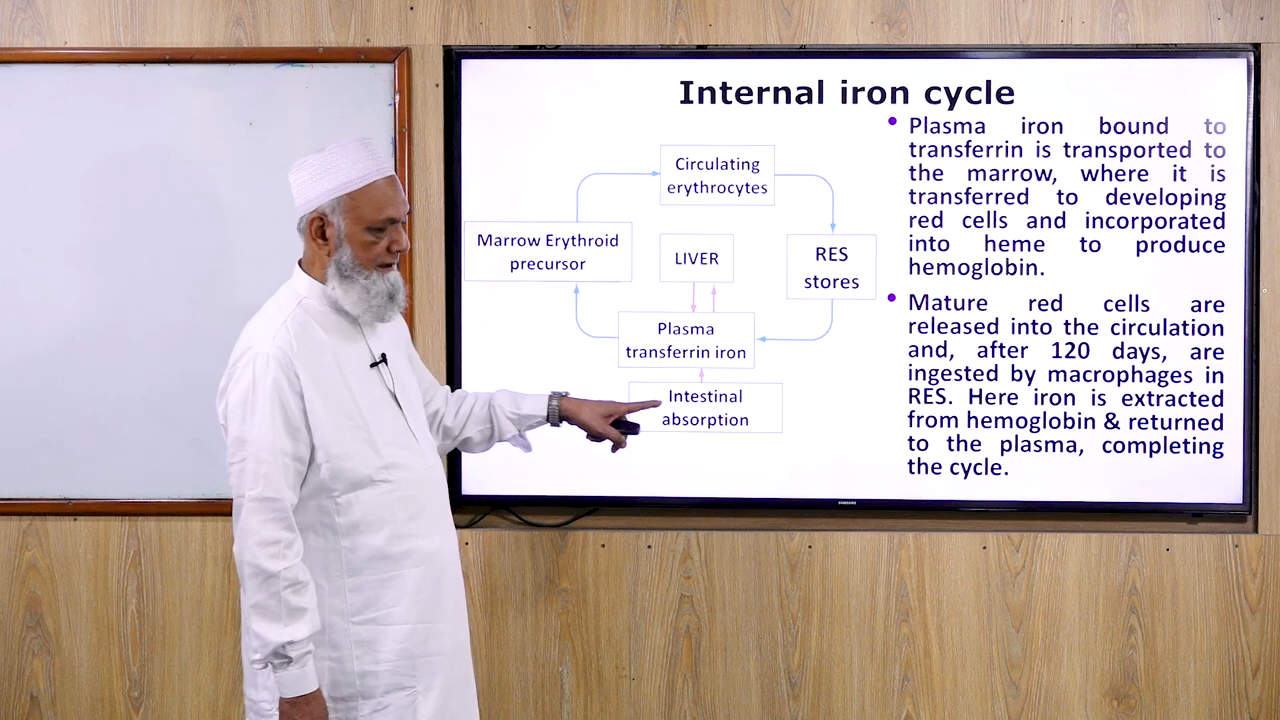 Internal iron cycle
Circulating
erythrocytes
Marrow Erythroid
precursor
LIVER
RES
stores
Plasma
transferrin iron
Intestinal
absorption
• Plasma iron bound to
transferrin is transported to
the marrow, where it is
transferred to developing
red cells and incorporated
into heme to produce
hemoglobin.
• Mature red cells are
released into the circulation
and, after 120 days, are
ingested by macrophages in
RES. Here iron is extracted
from hemoglobin & returned
to the plasma, completing
the cycle.
SAMSUNG